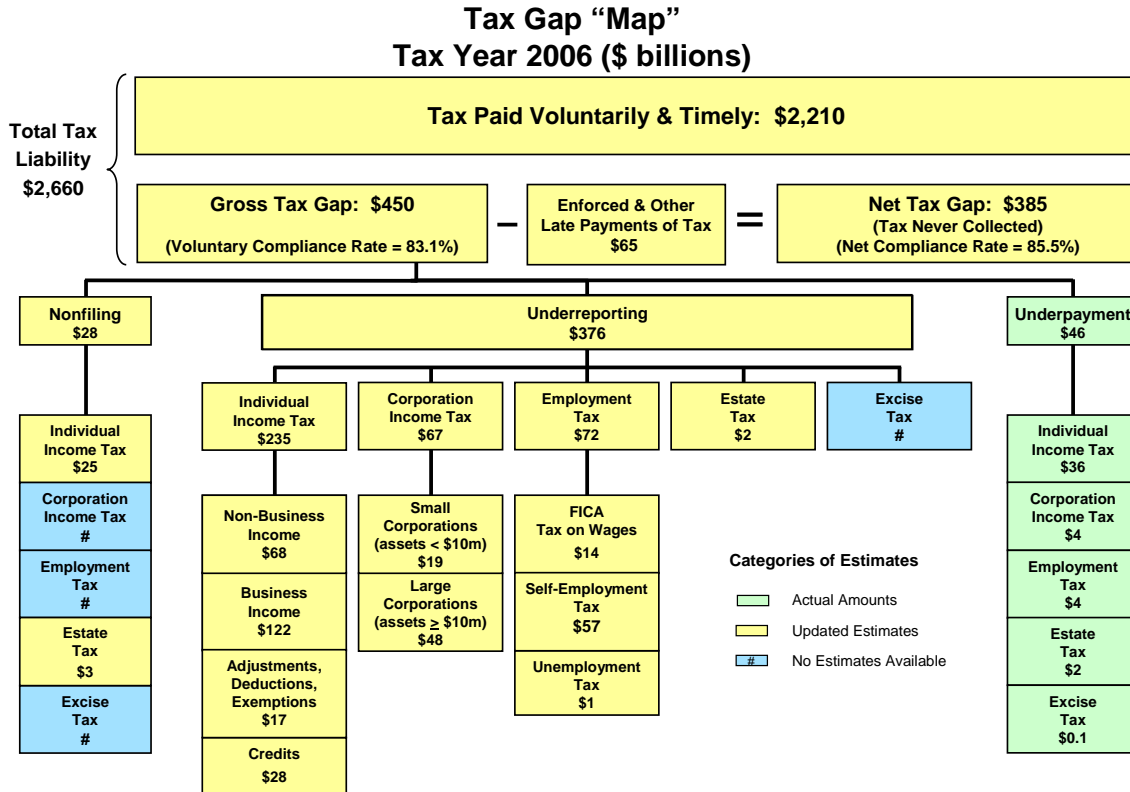 Tax Gap “Map”
Tax Year 2006 ($ billions)
Total Tax
Liability
$2,660
Tax Paid Voluntarily & Timely: $2,210
Gross Tax Gap: $450
(Voluntary Compliance Rate = 83.1%)
–
Enforced & Other
Late Payments of Tax
$65
=
Net Tax Gap: $385
(Tax Never Collected)
(Net Compliance Rate = 85.5%)
Nonfiling
$28
Underreporting
$376
Underpayment
$46
Individual
Income Tax
$25
Corporation
Income Tax
#
Employment
Tax
#
Estate
Tax
$3
Excise
Tax
#
Individual
Income Tax
$235
Non-Business
Income
$68
Business
Income
$122
Adjustments,
Deductions,
Exemptions
$17
Credits
$28
Corporation
Income Tax
$67
Small
Corporations
(assets < $10m)
$19
Large
Corporations
(assets ≥ $10m)
$48
Employment
Tax
$72
FICA
Tax on Wages
$14
Self-Employment
Tax
$57
Unemployment
Tax
$1
Estate
Tax
$2
Excise
Tax
#
Categories of Estimates
Actual Amounts
Updated Estimates
# No Estimates Available
Individual
Income Tax
$36
Corporation
Income Tax
$4
Employment
Tax
$4
Estate
Tax
$2
Excise
Tax
$0.1